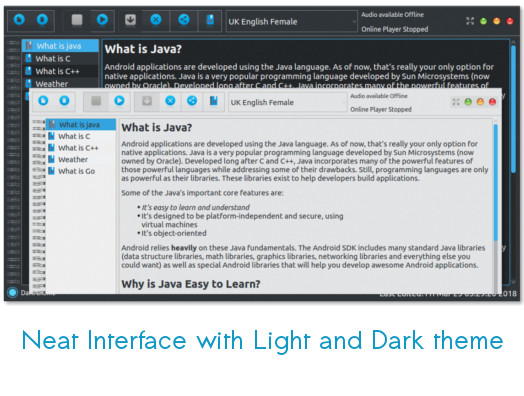 UK English Female
Audio available Offline
Online Player Stopped
What is java
What is C
What is C++
Weather
What is Java?
Android applications are developed using the Java language. As of now, that's really your only option for
native applications. Java is a very popular programming language developed by Sun Microsystems (now
owned by Oracle). Developed long after C and C++, Java incorporates many of the powerful features of
UK English Female
Audio available Offline
Online Player Stopped
What is java
What is C
What is C++
Weather
What is Go
What is Java?
Android applications are developed using the Java language. As of now, that's really your only option for
native applications. Java is a very popular programming language developed by Sun Microsystems (now
owned by Oracle). Developed long after C and C++, Java incorporates many of the powerful features of
those powerful languages while addressing some of their drawbacks. Still, programming languages are only
as powerful as their libraries. These libraries exist to help developers build applications.
Some of the Java's important core features are:
• It's easy to learn and understand
• It's designed to be platform-independent and secure, using
virtual machines
• It's object-oriented
Android relies heavily on these Java fundamentals. The Android SDK includes many standard Java libraries
(data structure libraries, math libraries, graphics libraries, networking libraries and everything else you
could want) as well as special Android libraries that will help you develop awesome Android applications.
Why is Java Easy to Learn?
2018
Neat Interface with Light and Dark theme